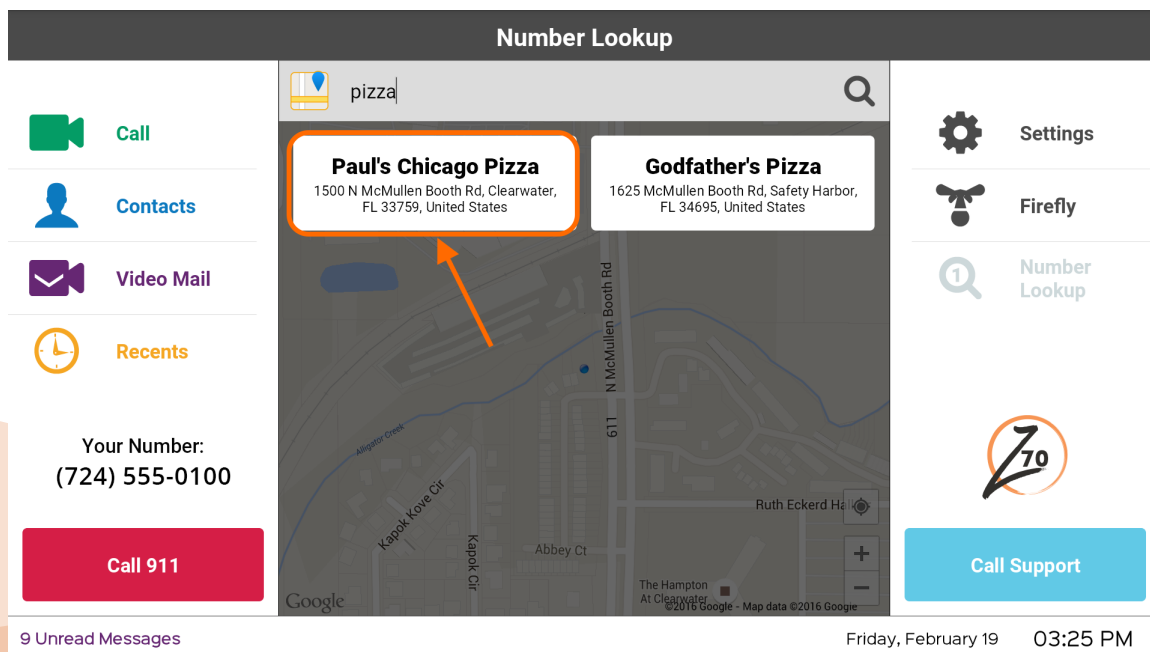 Number Lookup
pizza
Call
Contacts
Video Mail
Recents
Your Number:
(724) 555-0100
Call 911
Paul's Chicago Pizza
1500 N McMullen Booth Rd, Clearwater,
FL 33759, United States
Godfather's Pizza
1625 McMullen Booth Rd, Safety Harbor,
FL 34695, United States
N McMullen Booth Rd
611
Alligator Creek
Kapok Kove Cir
Kapok Cir
Abbey Ct
Ruth Eckerd Hall
The Hampton
At Clearwater
+
−
Google
©2016 Google - Map data ©2016 Google
Settings
Firefly
1
Number
Lookup
Z70
Call Support
9 Unread Messages
Friday, February 19
03:25 PM